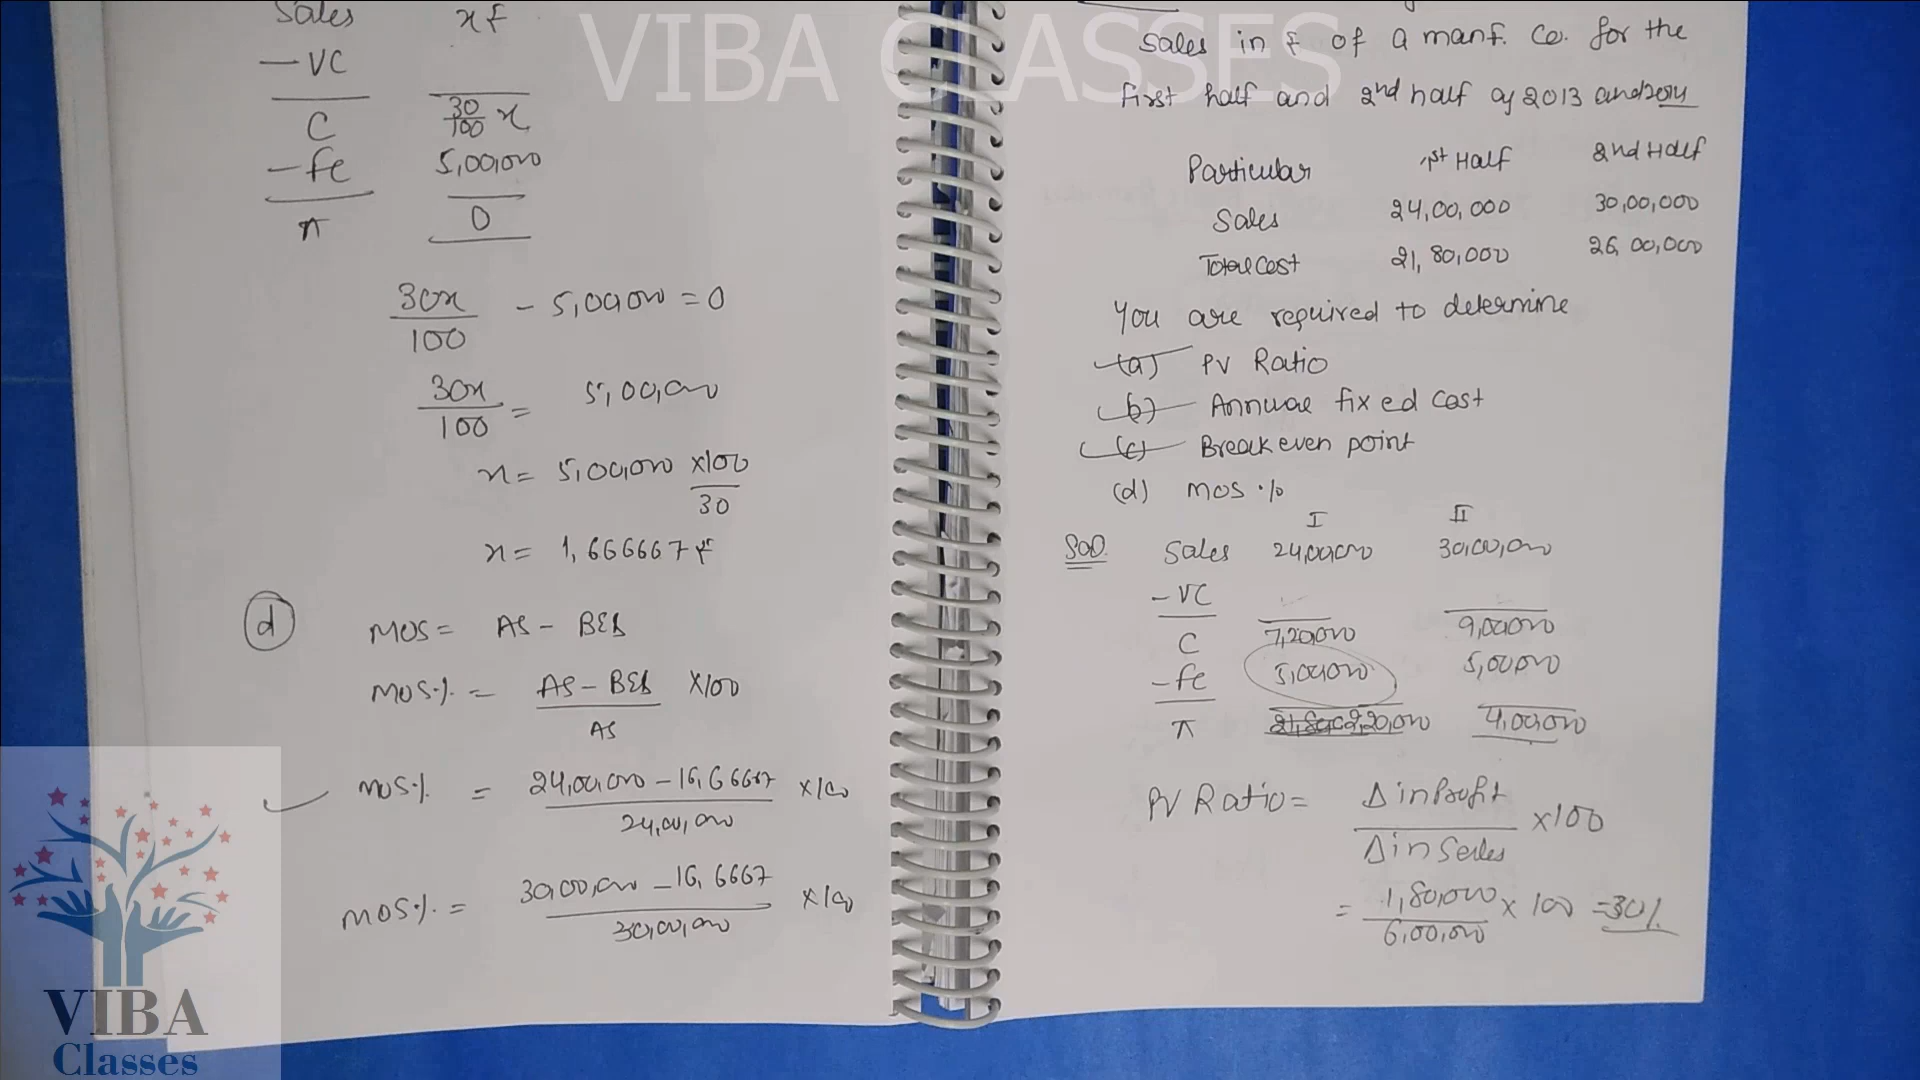 VIBA CLASSES
Sales x ₹
- VC
C 30/100 x
- fc 5,00,000
π 0
30x/100 - 5,00,000 = 0
30x/100 = 5,00,000
x = 5,00,000 x100/30
x = 1,666667 ₹
(d) MOS = AS - BES
MOS% = AS - BES/AS X100
MOS% = 24,00,000 - 16,66667/24,00,000 x100
MOS% = 30,00,000 - 16,6667/30,00,000 x100
Sales in ₹ of a manf. Co. for the
first half and 2nd half of 2013
Particular 1st Half 2nd Half
Sales 24,00,000 30,00,000
Total Cost 21,80,000 26,00,000
You are required to determine
(a) PV Ratio
(b) Annual fixed Cost
(c) Break even point
(d) MOS %
I II
Sol. Sales 24,00,000 30,00,000
- VC
C 7,20,000 9,00,000
- fc 5,00,000 5,00,000
π 2,20,000 4,00,000
PV Ratio = Δ in Profit/Δ in Sales x100
= 1,80,000/6,00,000 x 100 = 30%
VIBA
Classes